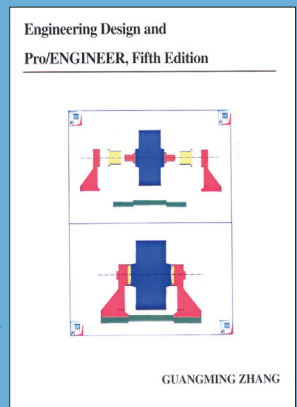 Engineering Design and
Pro/ENGINEER, Fifth Edition
GUANGMING ZHANG